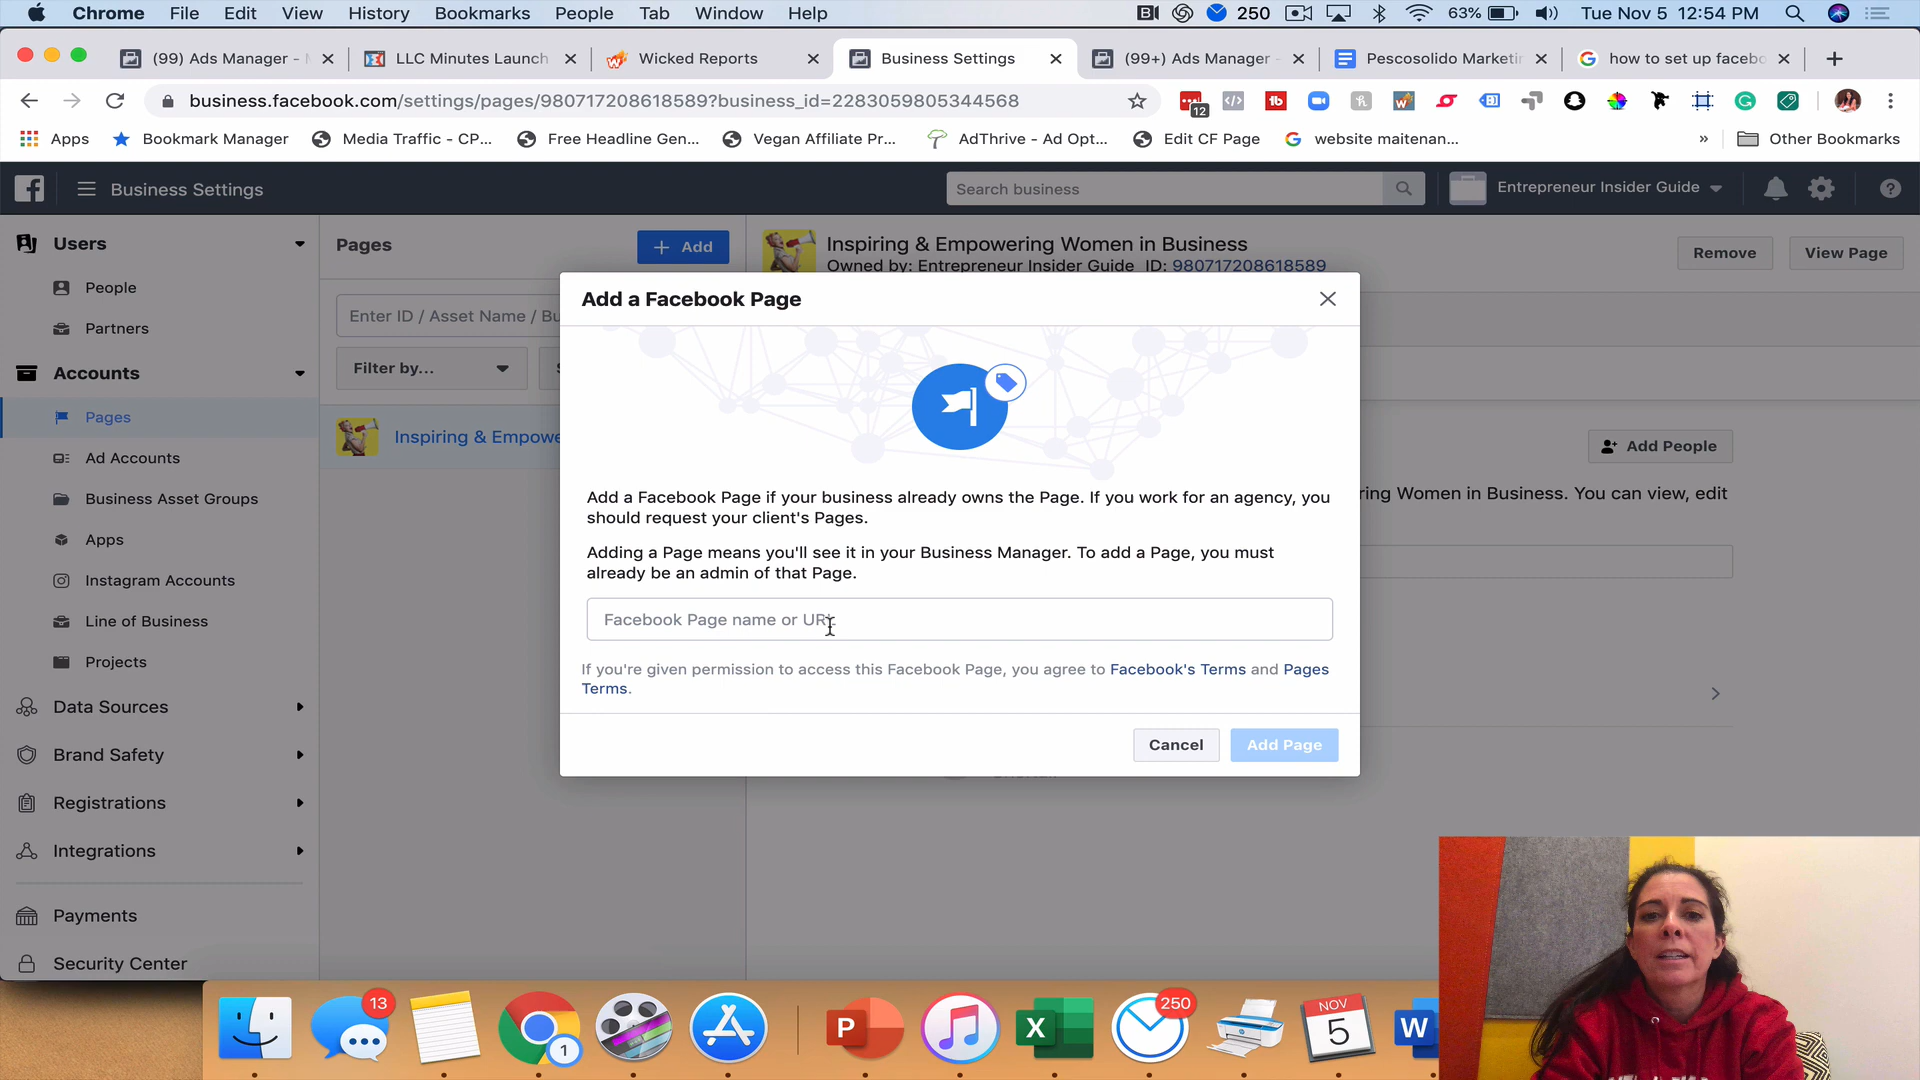 Chrome File Edit View History Bookmarks People Tab Window Help 250 63% Tue Nov 5 12:54 PM
(99) Ads Manager - LLC Minutes Launch Wicked Reports Business Settings (99+) Ads Manager - Pescosolido Marketi how to set up facebo
business.facebook.com/settings/pages/980717208618589?business_id=2283059805344568 12
Apps Bookmark Manager Media Traffic - CP... Free Headline Gen... Vegan Affiliate Pr... AdThrive - Ad Opt... Edit CF Page website maitenan... » Other Bookmarks
Business Settings Search business Entrepreneur Insider Guide
Users
People
Partners
Accounts
Pages
Ad Accounts
Business Asset Groups
Apps
Instagram Accounts
Line of Business
Projects
Data Sources
Brand Safety
Registrations
Integrations
Payments
Security Center
Pages + Add
Enter ID / Asset Name / Bu
Filter by...
Inspiring & Empowe
Inspiring & Empowering Women in Business
Owned by: Entrepreneur Insider Guide ID: 980717208618589
Remove View Page
Add People
ring Women in Business. You can view, edit
Add a Facebook Page
Add a Facebook Page if your business already owns the Page. If you work for an agency, you
should request your client's Pages.
Adding a Page means you'll see it in your Business Manager. To add a Page, you must
already be an admin of that Page.
Facebook Page name or URL
If you're given permission to access this Facebook Page, you agree to Facebook's Terms and Pages
Terms.
Cancel Add Page
13 1 P X 250 NOV 5 W